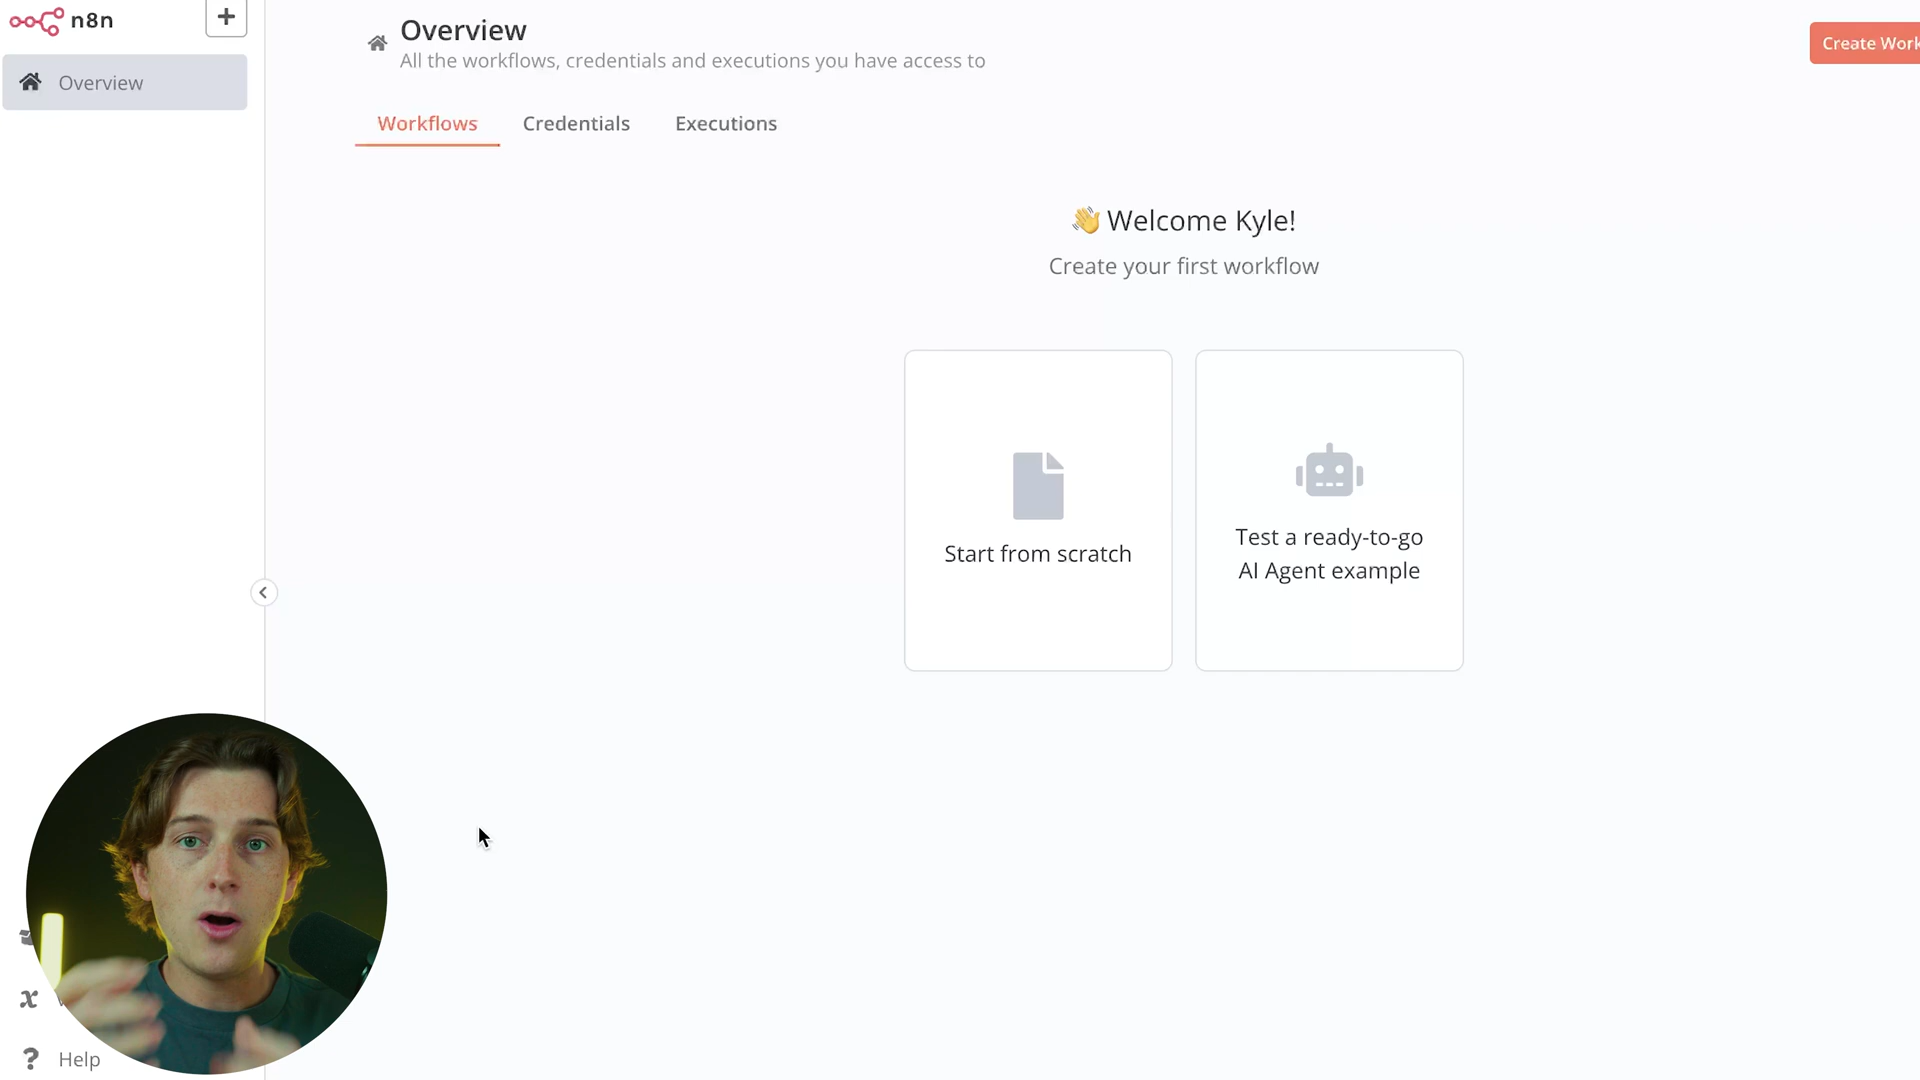 n8n
Overview
Overview
All the workflows, credentials and executions you have access to
Create Work
Workflows
Credentials
Executions
Welcome Kyle!
Create your first workflow
Start from scratch
Test a ready-to-go
AI Agent example
Help